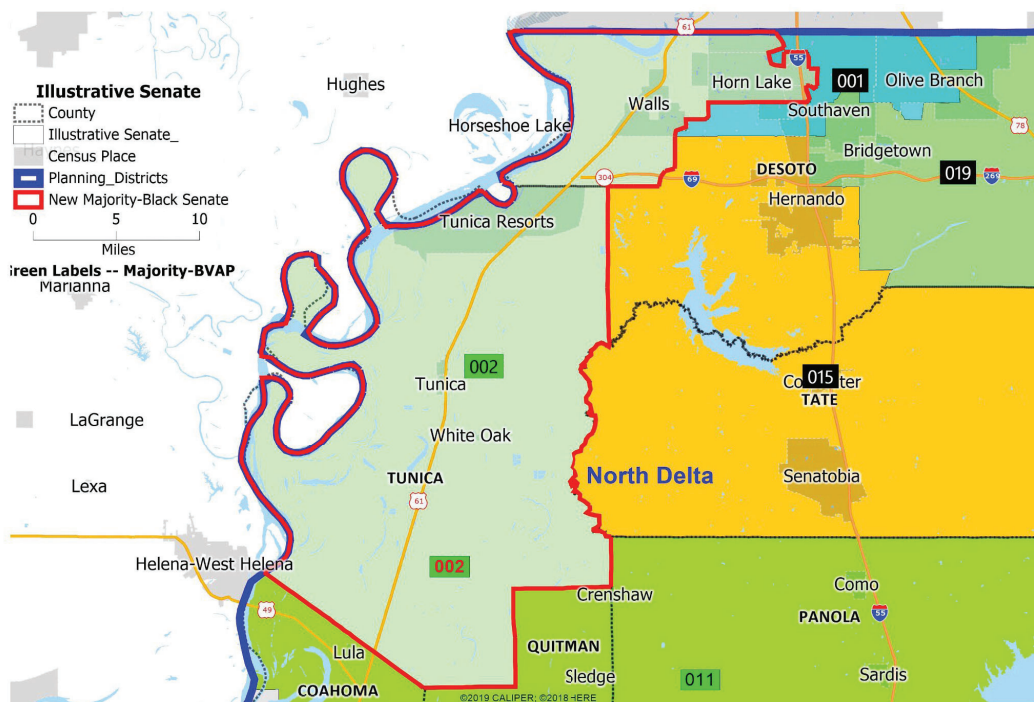 Illustrative Senate
County
Illustrative Senate_
Census Place
Planning_Districts
New Majority-Black Senate
0 5 10
Miles
Green Labels -- Majority-BVAP
Marianna
Hughes
Horseshoe Lake
61
Walls
Horn Lake
55
001
Olive Branch
Southaven
78
Bridgetown
DESOTO
019
269
304
69
Hernando
Tunica Resorts
002
Tunica
015
TATE
LaGrange
White Oak
Lexa
TUNICA
North Delta
Senatobia
61
Helena-West Helena
002
Crenshaw
Como
49
PANOLA
55
Lula
QUITMAN
COAHOMA
Sledge
011
Sardis
©2019 CALIPER; ©2018 HERE